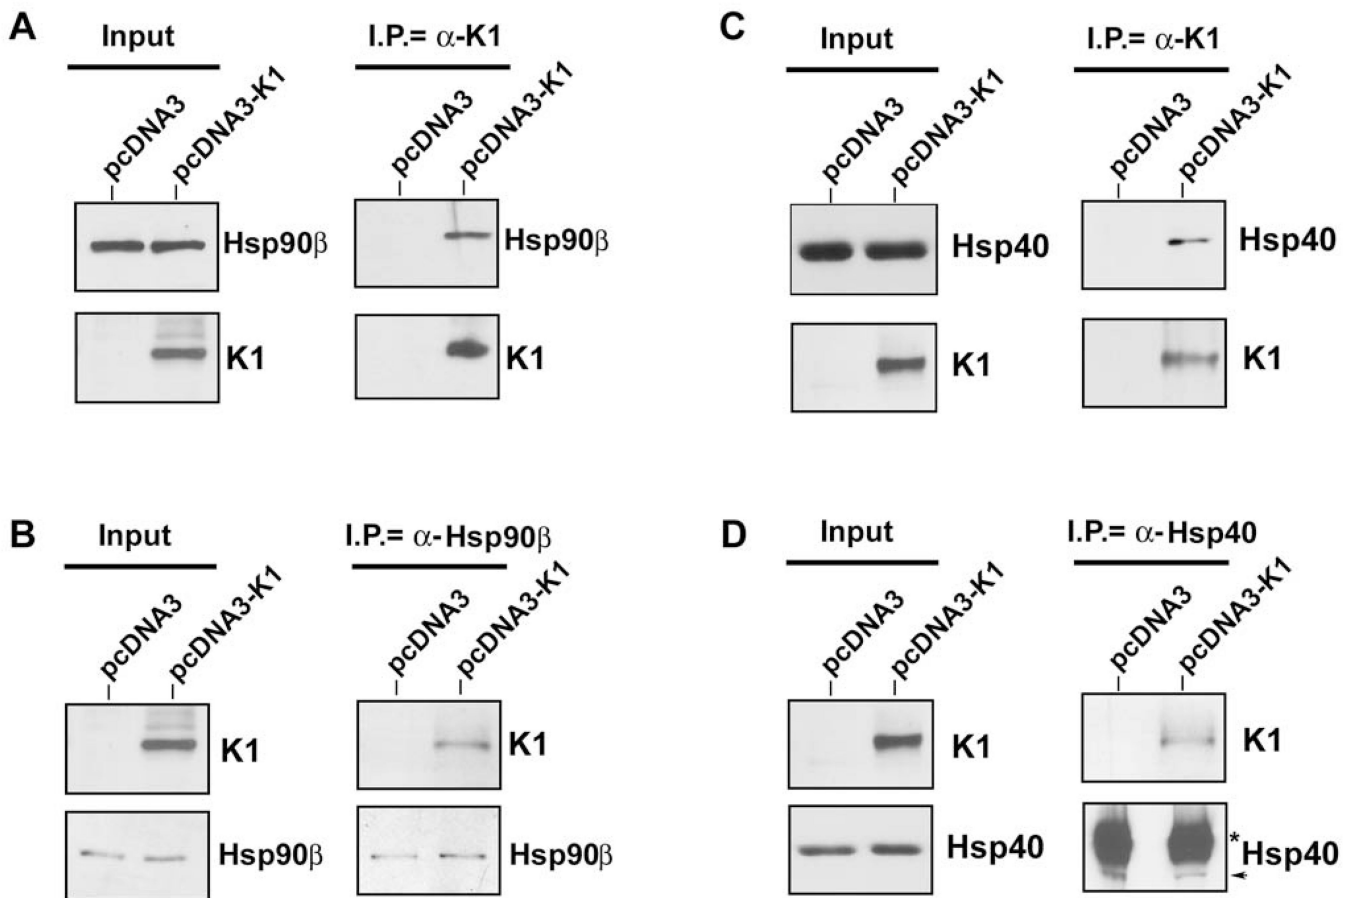 A
Input
I.P.= α-K1
pcDNA3
pcDNA3-K1
pcDNA3
pcDNA3-K1
Hsp90β
Hsp90β
K1
K1
B
Input
I.P.= α-Hsp90β
pcDNA3
pcDNA3-K1
pcDNA3
pcDNA3-K1
K1
K1
Hsp90β
Hsp90β
C
Input
I.P.= α-K1
pcDNA3
pcDNA3-K1
pcDNA3
pcDNA3-K1
Hsp40
Hsp40
K1
K1
D
Input
I.P.= α-Hsp40
pcDNA3
pcDNA3-K1
pcDNA3
pcDNA3-K1
K1
K1
Hsp40
*
Hsp40